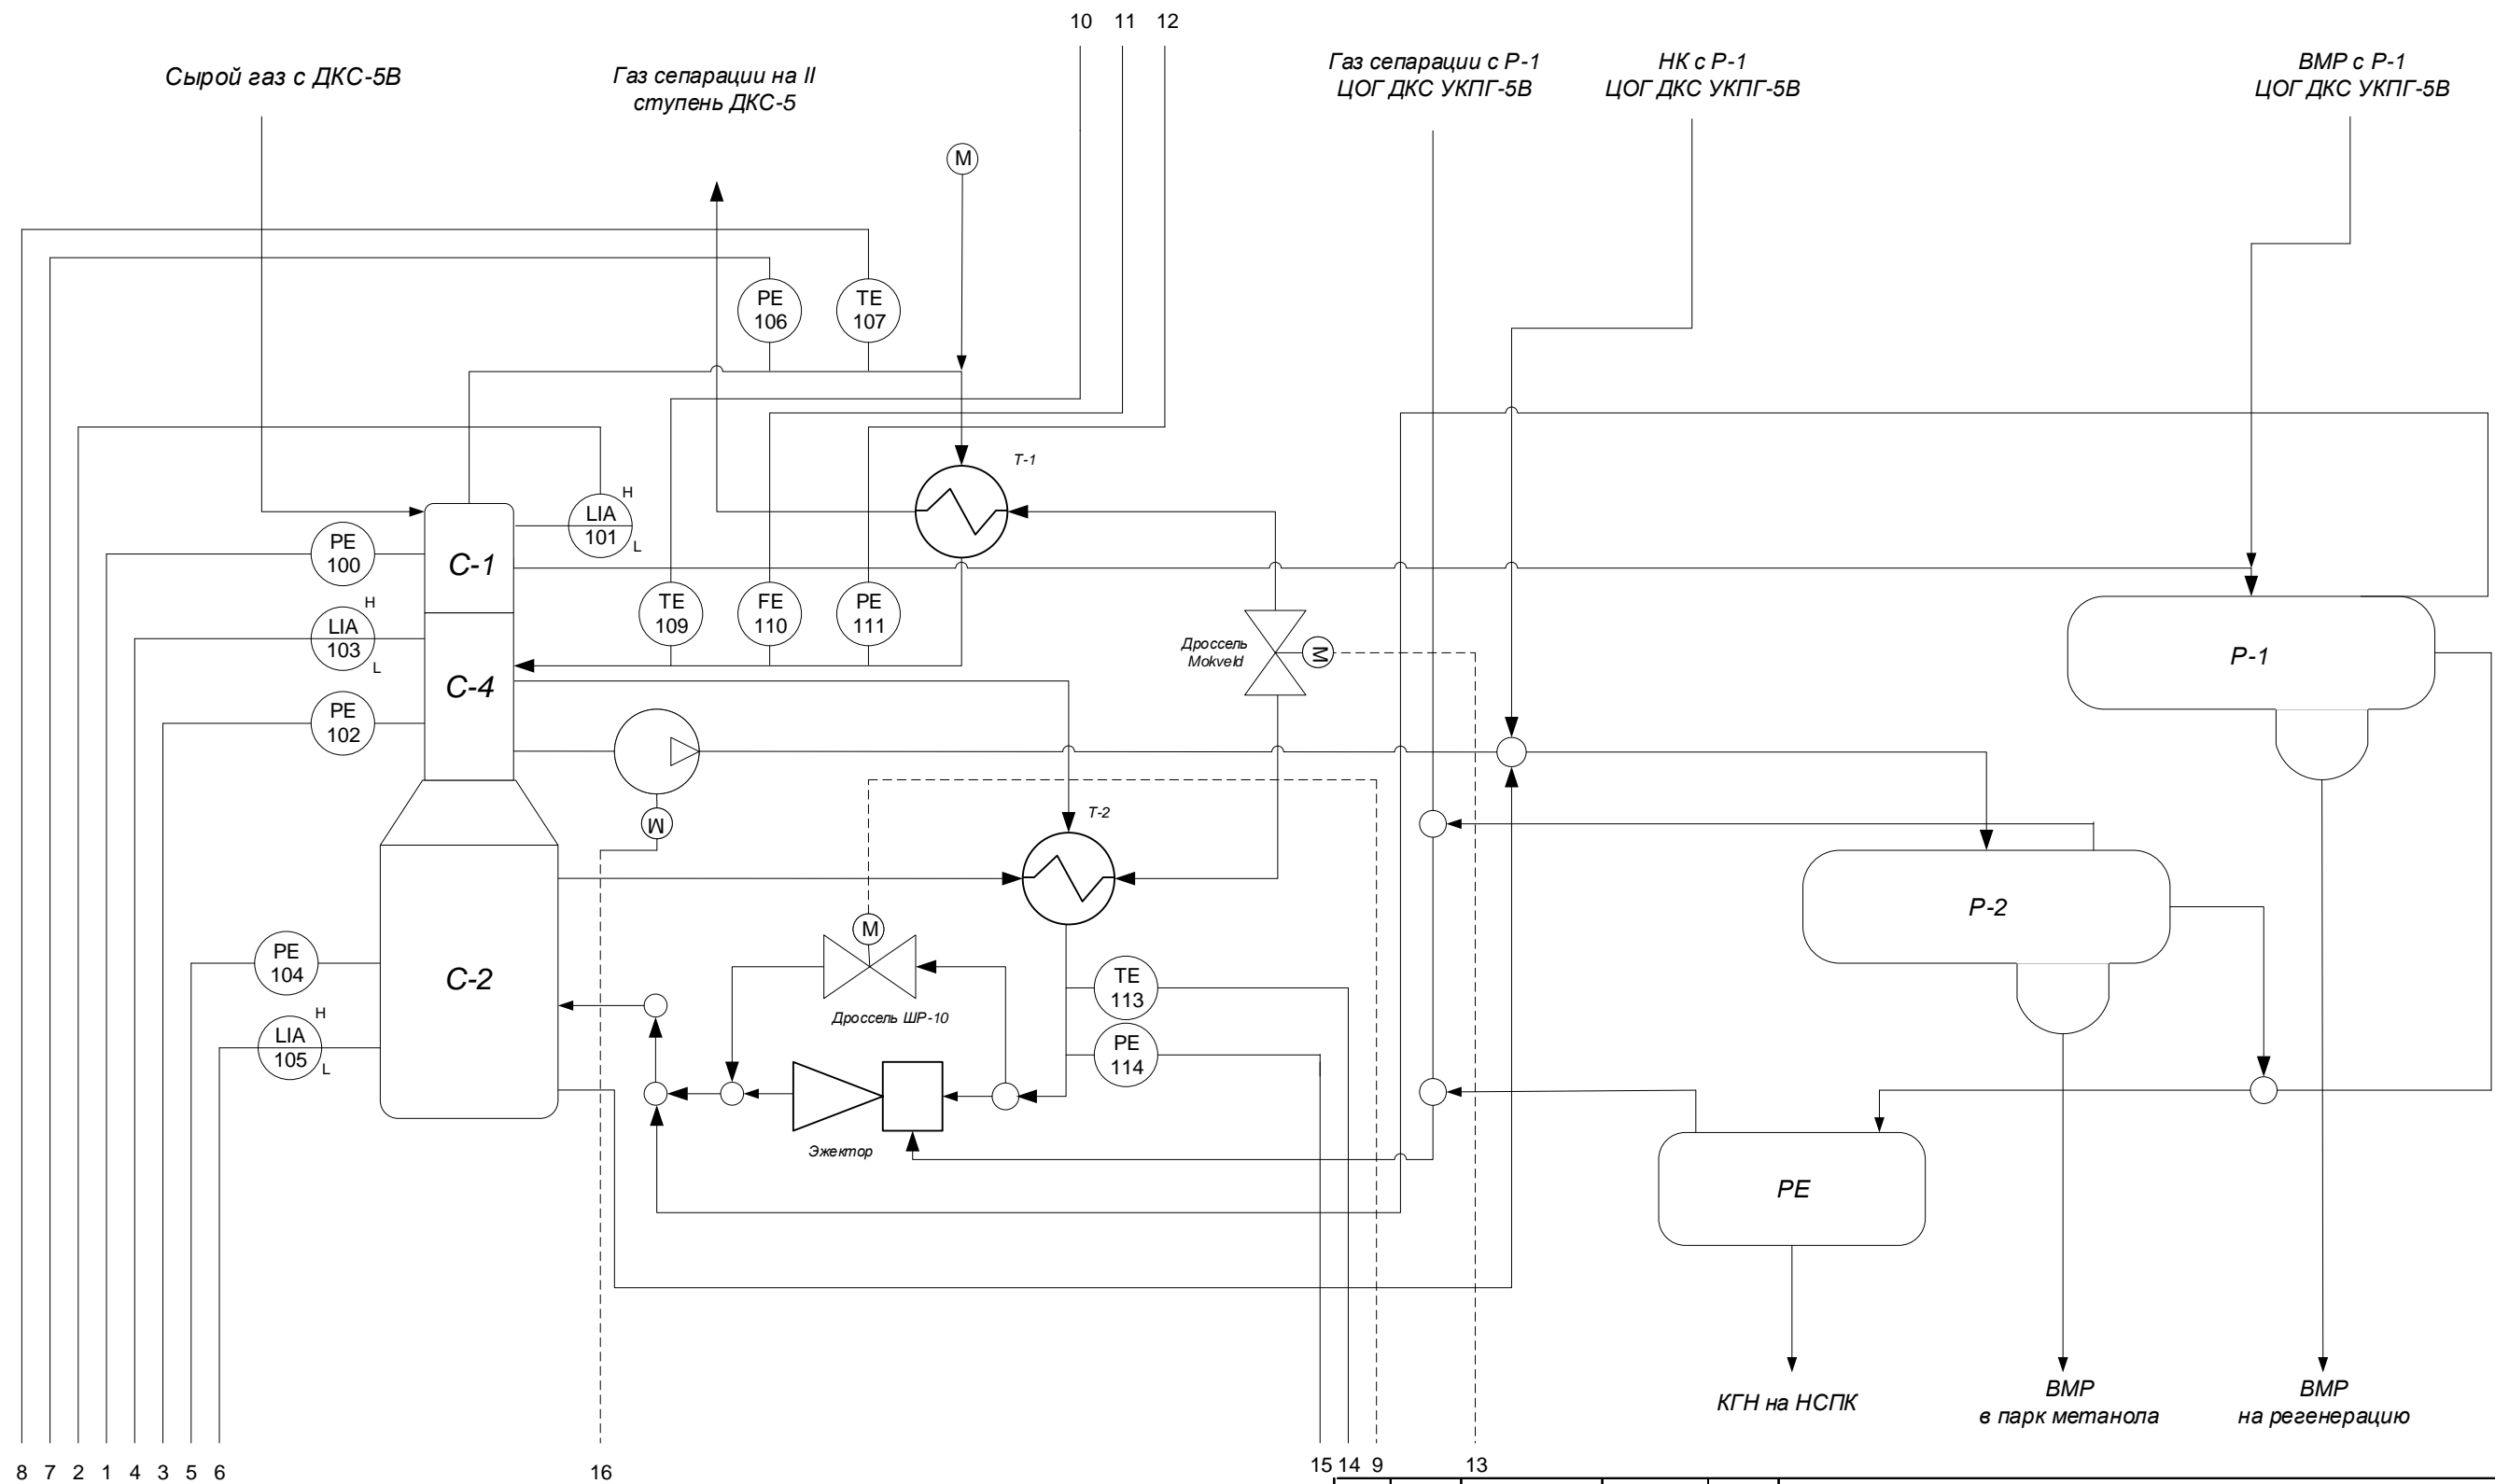 10 11 12
Сырой газ с ДКС-5В
Газ сепарации на II
ступень ДКС-5
Газ сепарации с Р-1
ЦОГ ДКС УКПГ-5В
НК с Р-1
ЦОГ ДКС УКПГ-5В
ВМР с Р-1
ЦОГ ДКС УКПГ-5В
М
PE
106
TE
107
Т-1
H
LIA
101
L
PE
100
С-1
H
LIA
103
L
TE
109
FE
110
PE
111
Дроссель
Mokveld
М
Р-1
С-4
PE
102
М
Т-2
М
Р-2
PE
104
С-2
TE
113
Дроссель ШР-10
H
LIA
105
L
PE
114
Эжектор
РЕ
КГН на НСПК
ВМР
в парк метанола
ВМР
на регенерацию
8 7 2 1 4 3 5 6 16 15 14 9 13